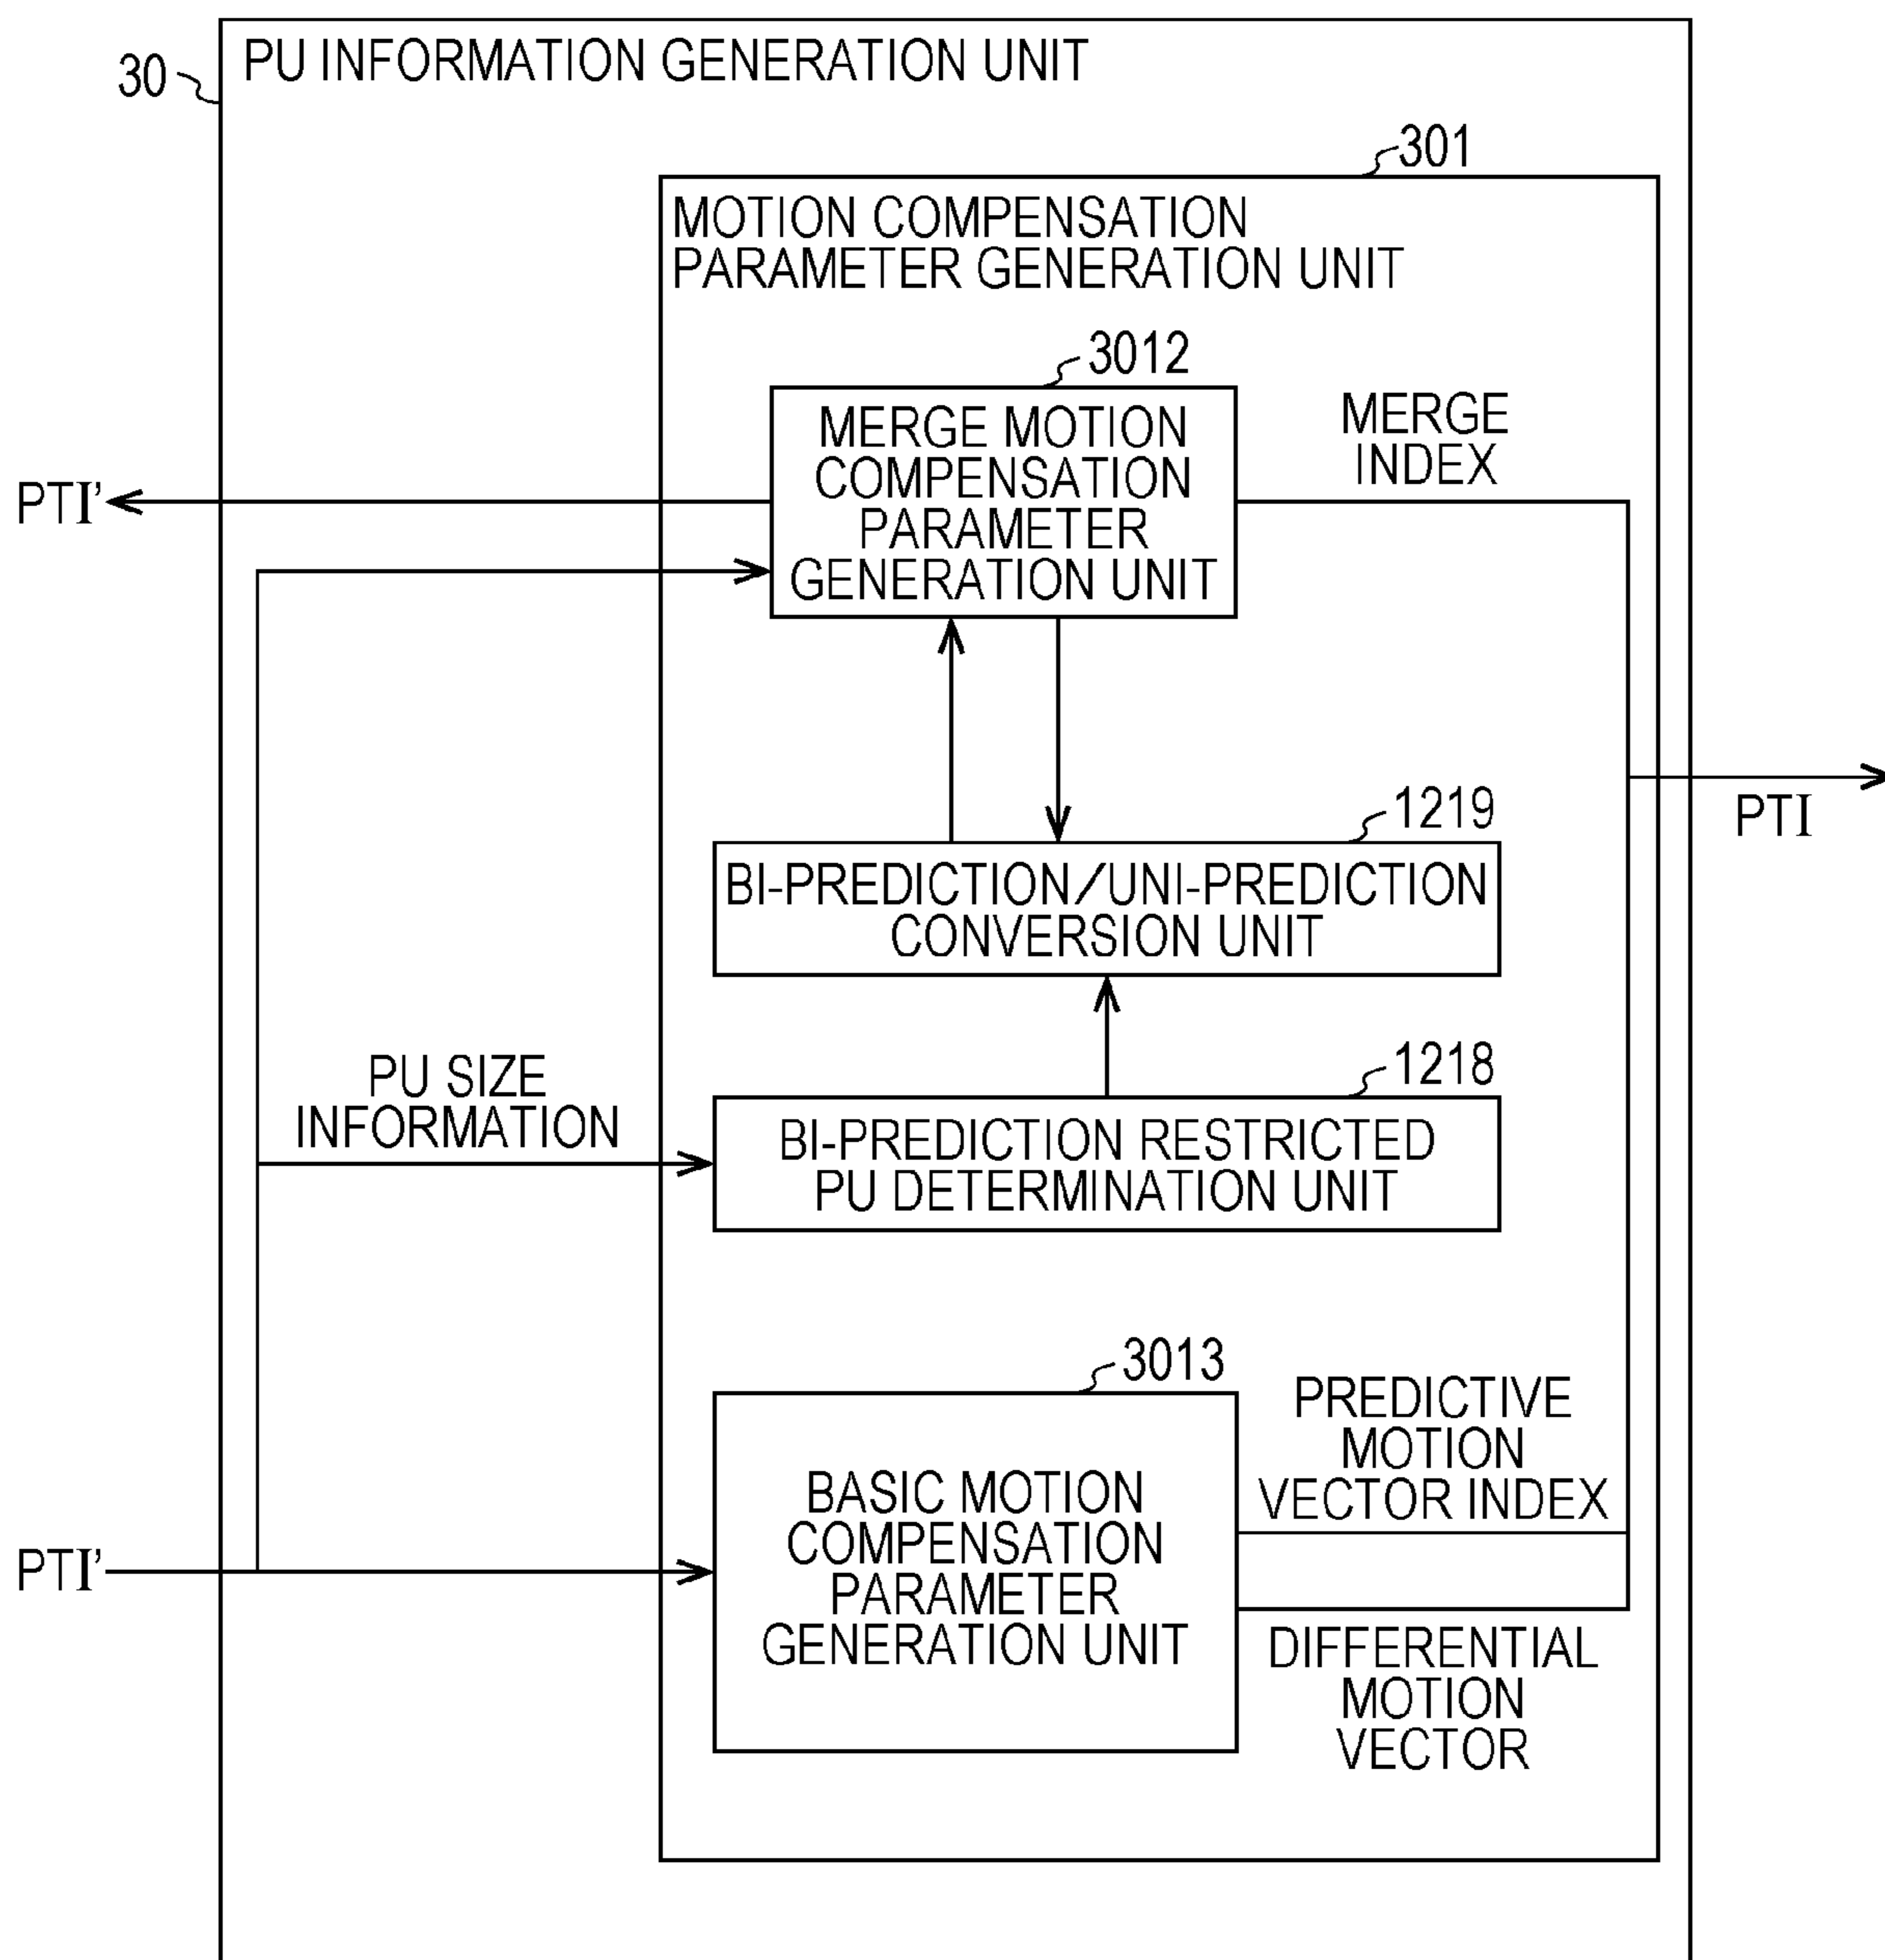 30
PU INFORMATION GENERATION UNIT
301
MOTION COMPENSATION
PARAMETER GENERATION UNIT
3012
MERGE MOTION
COMPENSATION
PARAMETER
GENERATION UNIT
MERGE
INDEX
PTI'
1219
BI-PREDICTION/UNI-PREDICTION
CONVERSION UNIT
PTI
PU SIZE
INFORMATION
1218
BI-PREDICTION RESTRICTED
PU DETERMINATION UNIT
3013
BASIC MOTION
COMPENSATION
PARAMETER
GENERATION UNIT
PREDICTIVE
MOTION
VECTOR INDEX
PTI'
DIFFERENTIAL
MOTION
VECTOR